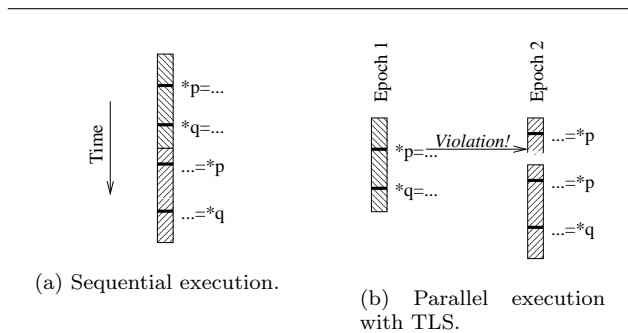 Time
*p=...
*q=...
...=*p
...=*q
(a) Sequential execution.
Epoch 1
Epoch 2
*p=...
Violation!
...=*p
*q=...
...=*p
...=*q
(b) Parallel execution
with TLS.